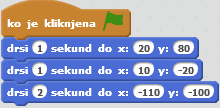 ko je kliknjena
drsi 1 sekund do x: 20 y: 80
drsi 1 sekund do x: 10 y: -20
drsi 2 sekund do x: -110 y: -100